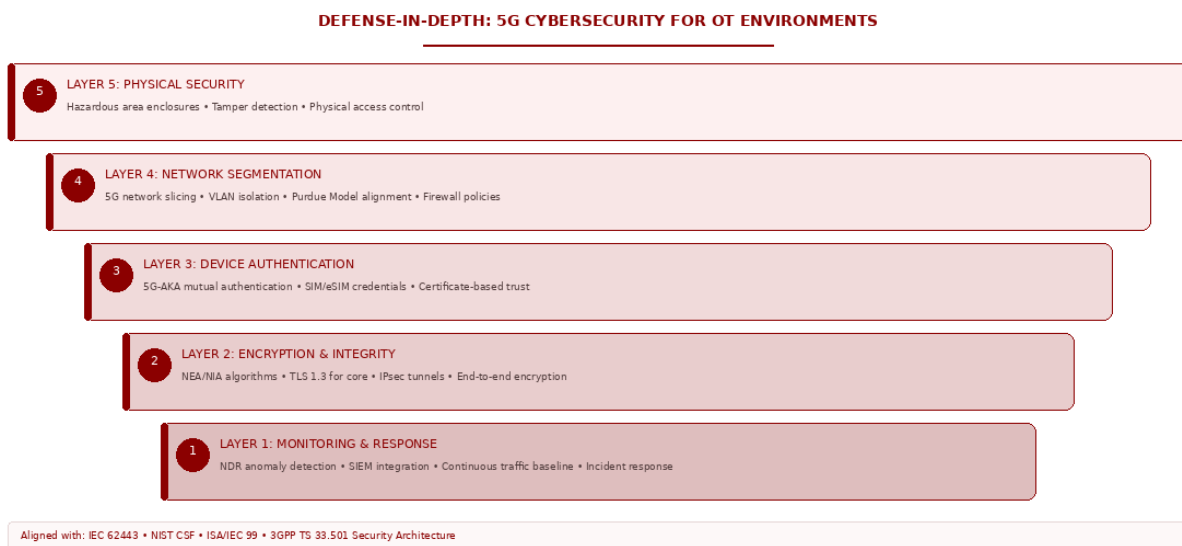 DEFENSE-IN-DEPTH: 5G CYBERSECURITY FOR OT ENVIRONMENTS
5
LAYER 5: PHYSICAL SECURITY
Hazardous area enclosures • Tamper detection • Physical access control
4
LAYER 4: NETWORK SEGMENTATION
5G network slicing • VLAN isolation • Purdue Model alignment • Firewall policies
3
LAYER 3: DEVICE AUTHENTICATION
5G-AKA mutual authentication • SIM/eSIM credentials • Certificate-based trust
2
LAYER 2: ENCRYPTION & INTEGRITY
NEA/NIA algorithms • TLS 1.3 for core • IPsec tunnels • End-to-end encryption
1
LAYER 1: MONITORING & RESPONSE
NDR anomaly detection • SIEM integration • Continuous traffic baseline • Incident response
Aligned with: IEC 62443 • NIST CSF • ISA/IEC 99 • 3GPP TS 33.501 Security Architecture